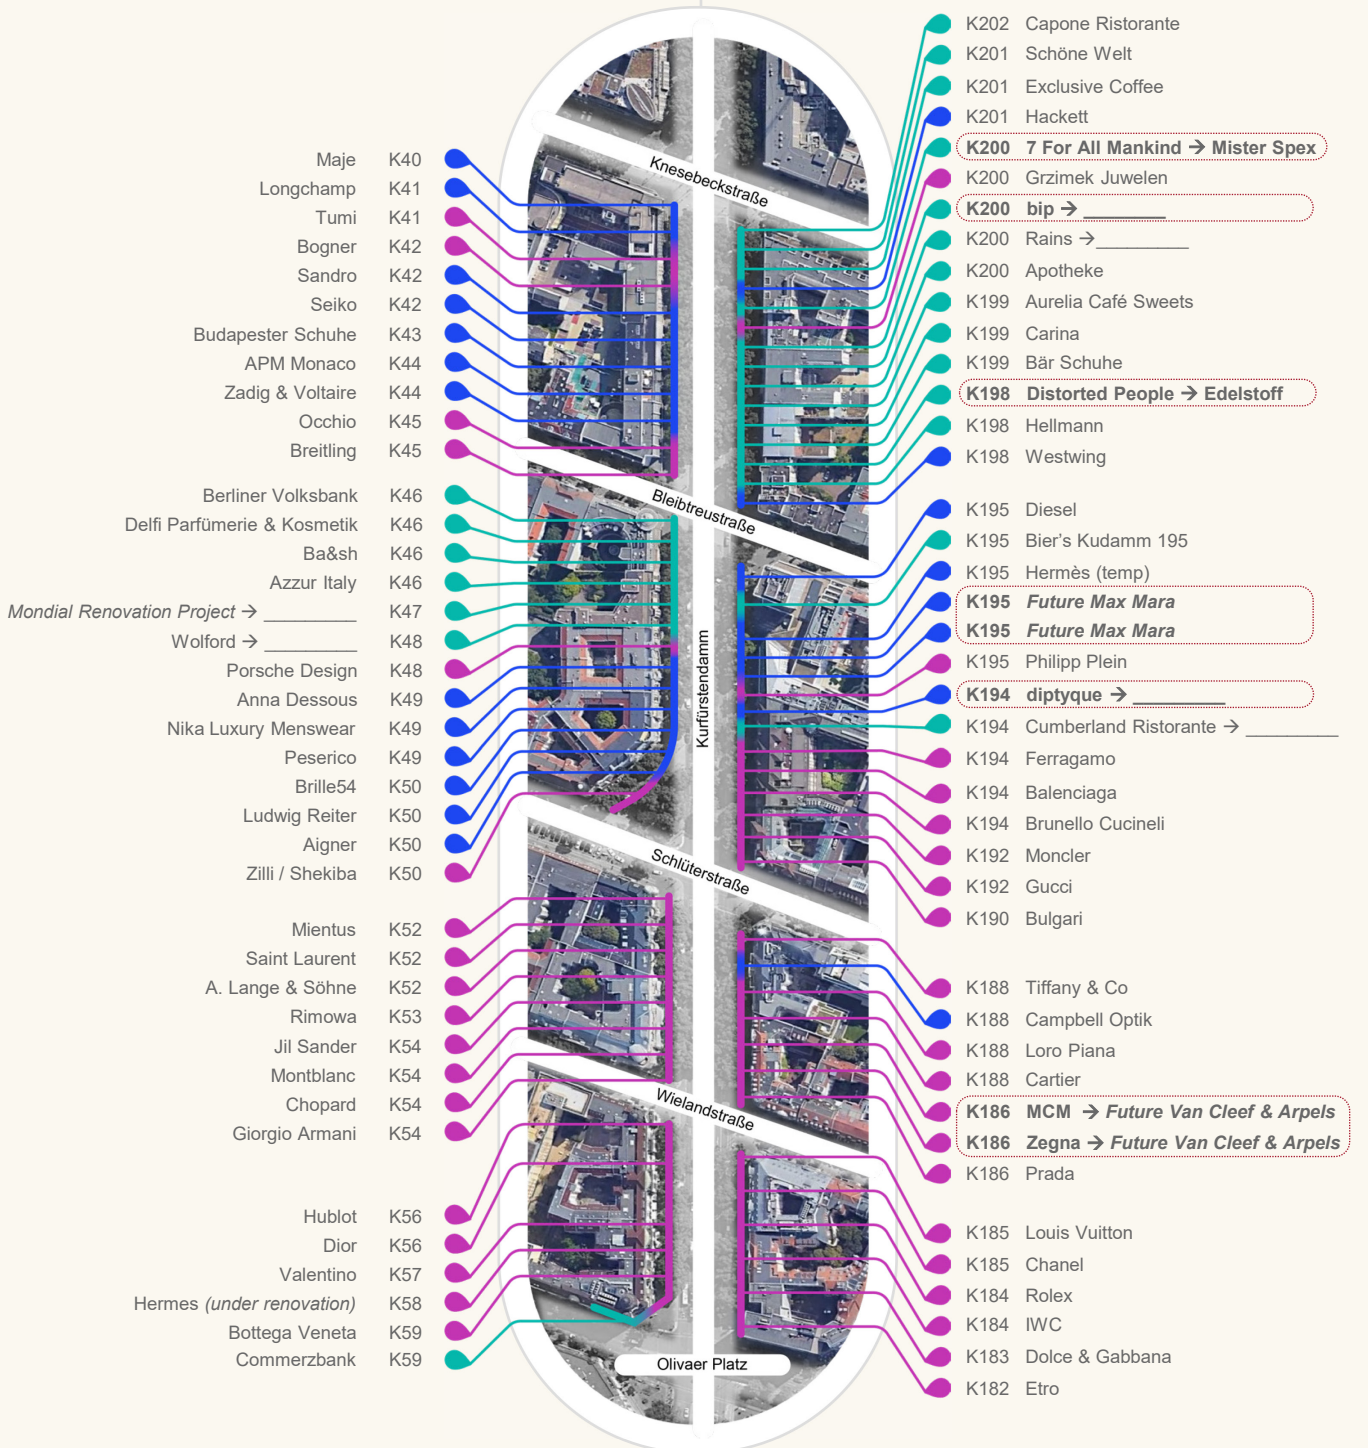 Maje K40
Longchamp K41
Tumi K41
Bogner K42
Sandro K42
Seiko K42
Budapester Schuhe K43
APM Monaco K44
Zadig & Voltaire K44
Occhio K45
Breitling K45
Berliner Volksbank K46
Delfi Parfümerie & Kosmetik K46
Ba&sh K46
Azzur Italy K46
Mondial Renovation Project → _________ K47
Wolford → _________ K48
Porsche Design K48
Anna Dessous K49
Nika Luxury Menswear K49
Peserico K49
Brille54 K50
Ludwig Reiter K50
Aigner K50
Zilli / Shekiba K50
Mientus K52
Saint Laurent K52
A. Lange & Söhne K52
Rimowa K53
Jil Sander K54
Montblanc K54
Chopard K54
Giorgio Armani K54
Hublot K56
Dior K56
Valentino K57
Hermes (under renovation) K58
Bottega Veneta K59
Commerzbank K59
Knesebeckstraße
Bleibtreustraße
Kurfürstendamm
Schlüterstraße
Wielandstraße
Olivaer Platz
K202 Capone Ristorante
K201 Schöne Welt
K201 Exclusive Coffee
K201 Hackett
K200 7 For All Mankind → Mister Spex
K200 Grzimek Juwelen
K200 bip → ________
K200 Rains →_________
K200 Apotheke
K199 Aurelia Café Sweets
K199 Carina
K199 Bär Schuhe
K198 Distorted People → Edelstoff
K198 Hellmann
K198 Westwing
K195 Diesel
K195 Bier's Kudamm 195
K195 Hermès (temp)
K195 Future Max Mara
K195 Future Max Mara
K195 Philipp Plein
K194 diptyque → _________
K194 Cumberland Ristorante → _________
K194 Ferragamo
K194 Balenciaga
K194 Brunello Cucineli
K192 Moncler
K192 Gucci
K190 Bulgari
K188 Tiffany & Co
K188 Campbell Optik
K188 Loro Piana
K188 Cartier
K186 MCM → Future Van Cleef & Arpels
K186 Zegna → Future Van Cleef & Arpels
K186 Prada
K185 Louis Vuitton
K185 Chanel
K184 Rolex
K184 IWC
K183 Dolce & Gabbana
K182 Etro